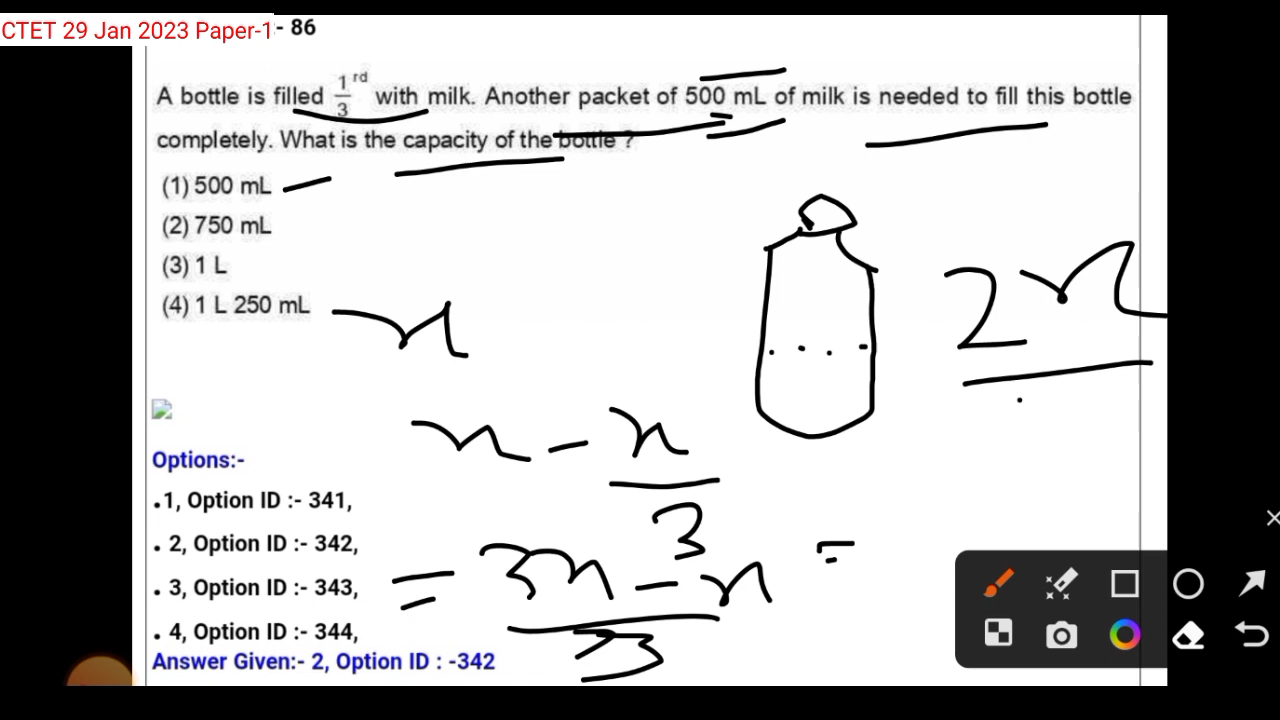 CTET 29 Jan 2023 Paper-1 :- 86
A bottle is filled 1/3 rd with milk. Another packet of 500 mL of milk is needed to fill this bottle
completely. What is the capacity of the bottle ?
(1) 500 mL
(2) 750 mL
(3) 1 L
(4) 1 L 250 mL
x
2x
x - x/3
= 3x - x / 3 =
Options:-
.1, Option ID :- 341,
. 2, Option ID :- 342,
. 3, Option ID :- 343,
. 4, Option ID :- 344,
Answer Given:- 2, Option ID : -342